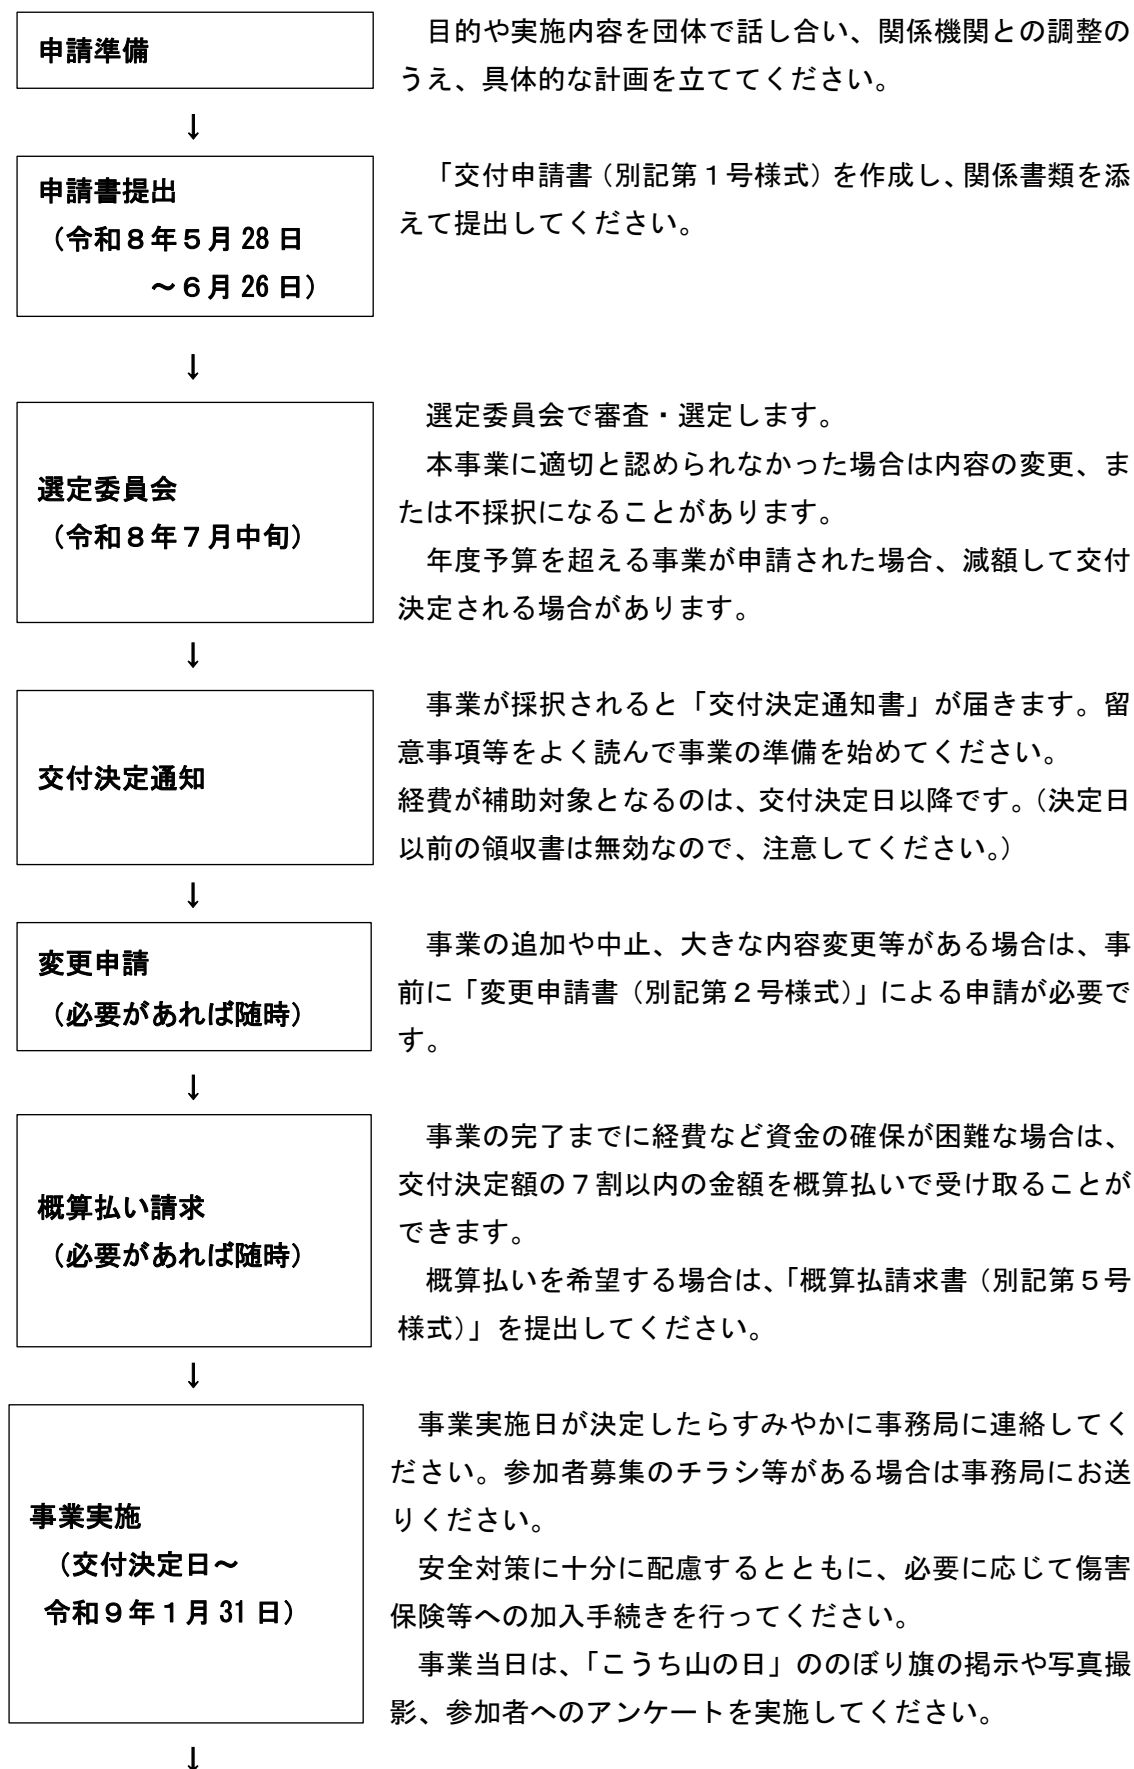 申請準備
　目的や実施内容を団体で話し合い、関係機関との調整の
うえ、具体的な計画を立ててください。
↓
申請書提出
（令和８年５月 28 日
～６月 26 日）
　「交付申請書（別記第１号様式）を作成し、関係書類を添
えて提出してください。
↓
選定委員会
（令和８年７月中旬）
　選定委員会で審査・選定します。
　本事業に適切と認められなかった場合は内容の変更、ま
たは不採択になることがあります。
　年度予算を超える事業が申請された場合、減額して交付
決定される場合があります。
↓
交付決定通知
　事業が採択されると「交付決定通知書」が届きます。留
意事項等をよく読んで事業の準備を始めてください。
経費が補助対象となるのは、交付決定日以降です。（決定日
以前の領収書は無効なので、注意してください。）
↓
変更申請
（必要があれば随時）
　事業の追加や中止、大きな内容変更等がある場合は、事
前に「変更申請書（別記第２号様式）」による申請が必要で
す。
↓
概算払い請求
（必要があれば随時）
　事業の完了までに経費など資金の確保が困難な場合は、
交付決定額の７割以内の金額を概算払いで受け取ることが
できます。
　概算払いを希望する場合は、「概算払請求書（別記第５号
様式）」を提出してください。
↓
事業実施
（交付決定日～
令和９年１月 31 日）
　事業実施日が決定したらすみやかに事務局に連絡してく
ださい。参加者募集のチラシ等がある場合は事務局にお送
りください。
　安全対策に十分に配慮するとともに、必要に応じて傷害
保険等への加入手続きを行ってください。
　事業当日は、「こうち山の日」ののぼり旗の掲示や写真撮
影、参加者へのアンケートを実施してください。
↓